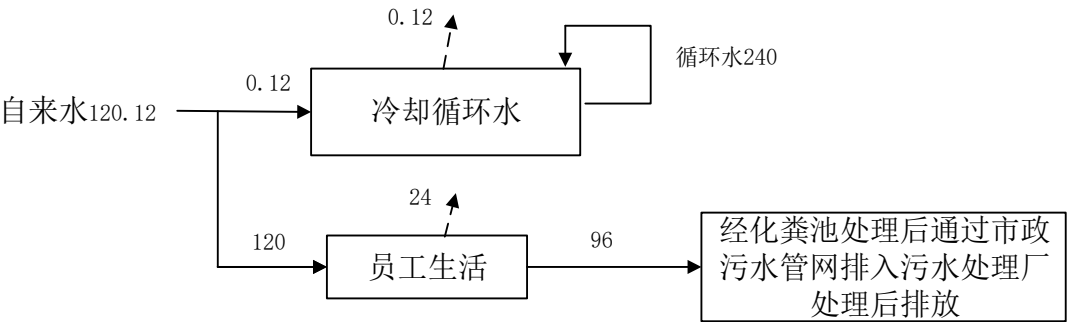 0.12
循环水240
0.12
自来水120.12
冷却循环水
24
120
员工生活
96
经化粪池处理后通过市政
污水管网排入污水处理厂
处理后排放